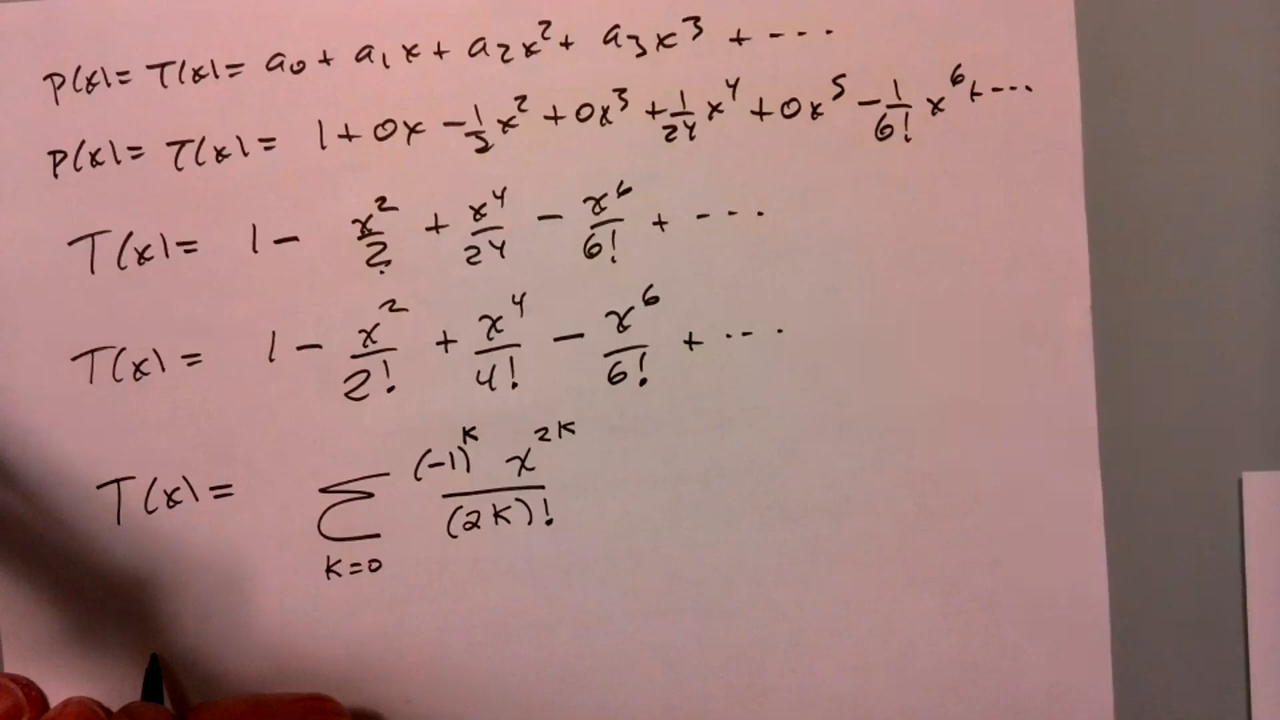 P(x) = T(x) = a₀ + a₁x + a₂x² + a₃x³ + ---
P(x) = T(x) = 1 + 0x - 1/2 x² + 0x³ + 1/24 x⁴ + 0x⁵ - 1/6! x⁶ + ---
T(x) = 1 - x²/2 + x⁴/24 - x⁶/6! + ---
T(x) = 1 - x²/2! + x⁴/4! - x⁶/6! + ---
T(x) = Σ k=0 (-1)^k x^2k / (2k)!